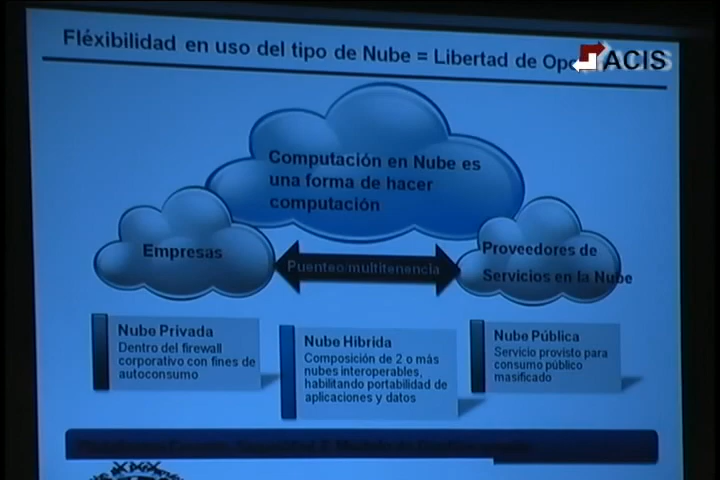 Fléxibilidad en uso del tipo de Nube = Libertad de
ACIS
Computación en Nube es
una forma de hacer
computación
Empresas
Puenteo/multitenencia
Proveedores de
Servicios en la Nube
Nube Privada
Dentro del firewall
corporativo con fines de
autoconsumo
Nube Hibrida
Composición de 2 o más
nubes interoperables,
habilitando portabilidad de
aplicaciones y datos
Nube Pública
Servicio provisto para
consumo público
masificado